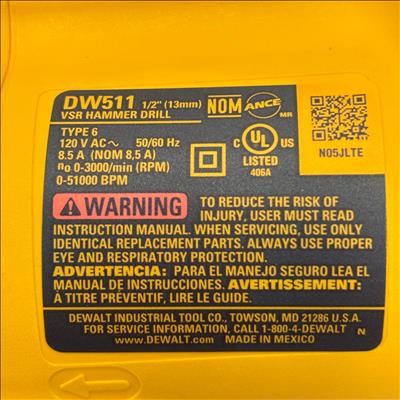 DW511 1/2" (13mm)
VSR HAMMER DRILL
NOM ANCE MR
TYPE 6
120 V AC~ 50/60 Hz
8.5 A (NOM 8,5 A)
no 0-3000/min (RPM)
0-51000 BPM
C UL US
LISTED
406A
N05JLTE
WARNING TO REDUCE THE RISK OF
INJURY, USER MUST READ
INSTRUCTION MANUAL. WHEN SERVICING, USE ONLY
IDENTICAL REPLACEMENT PARTS. ALWAYS USE PROPER
EYE AND RESPIRATORY PROTECTION.
ADVERTENCIA: PARA EL MANEJO SEGURO LEA EL
MANUAL DE INSTRUCCIONES. AVERTISSEMENT:
À TITRE PRÉVENTIF, LIRE LE GUIDE.
DEWALT INDUSTRIAL TOOL CO., TOWSON, MD 21286 U.S.A.
FOR SERVICE INFORMATION, CALL 1-800-4-DEWALT N
WWW.DEWALT.com MADE IN MEXICO